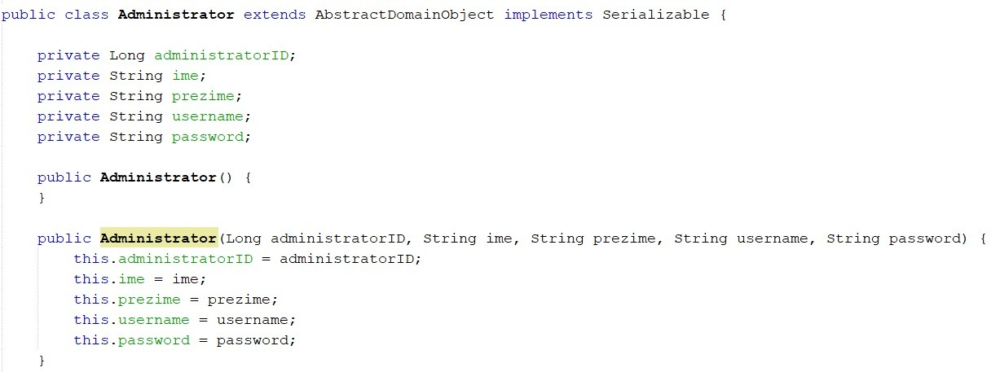 public class Administrator extends AbstractDomainObject implements Serializable {
private Long administratorID;
private String ime;
private String prezime;
private String username;
private String password;
public Administrator() {
}
public Administrator(Long administratorID, String ime, String prezime, String username, String password) {
this.administratorID = administratorID;
this.ime = ime;
this.prezime = prezime;
this.username = username;
this.password = password;
}